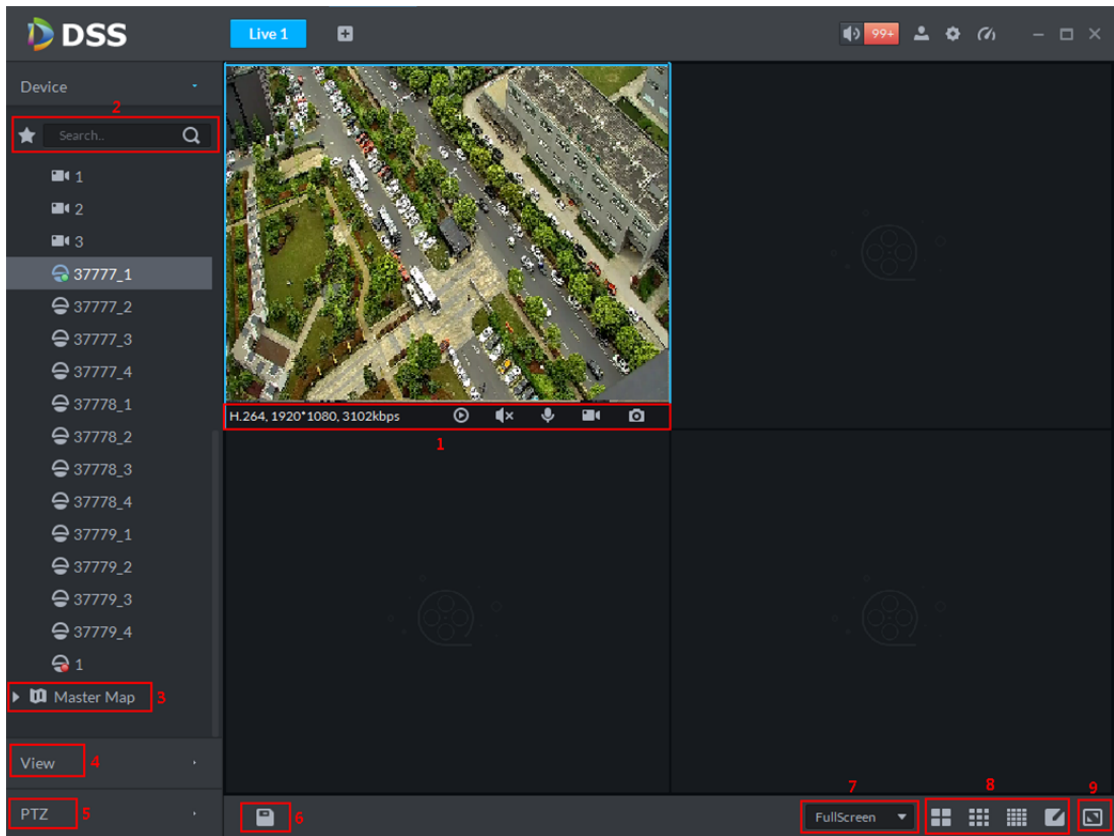 DSS
Live 1
99+
Device
2
Search..
1
2
3
37777_1
37777_2
37777_3
37777_4
37778_1
37778_2
37778_3
37778_4
37779_1
37779_2
37779_3
37779_4
1
Master Map 3
View 4
PTZ 5
H.264, 1920*1080, 3102kbps
1
6
7
FullScreen
8
9